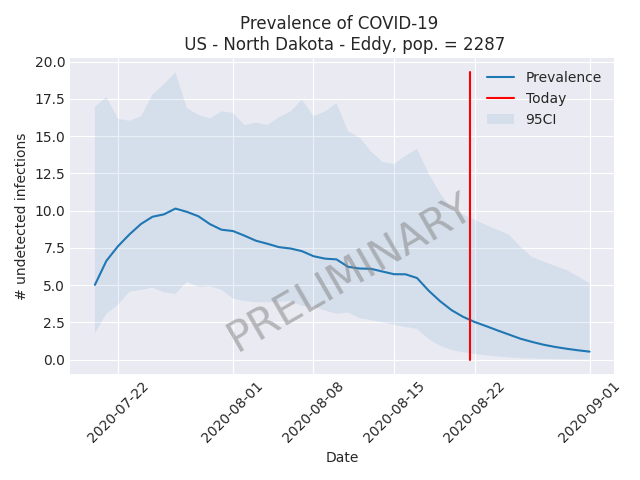 Prevalence of COVID-19
US - North Dakota - Eddy, pop. = 2287
20.0
17.5
15.0
12.5
10.0
7.5
5.0
2.5
0.0
# undetected infections
Prevalence
Today
95CI
PRELIMINARY
2020-07-22
2020-08-01
2020-08-08
2020-08-15
2020-08-22
2020-09-01
Date